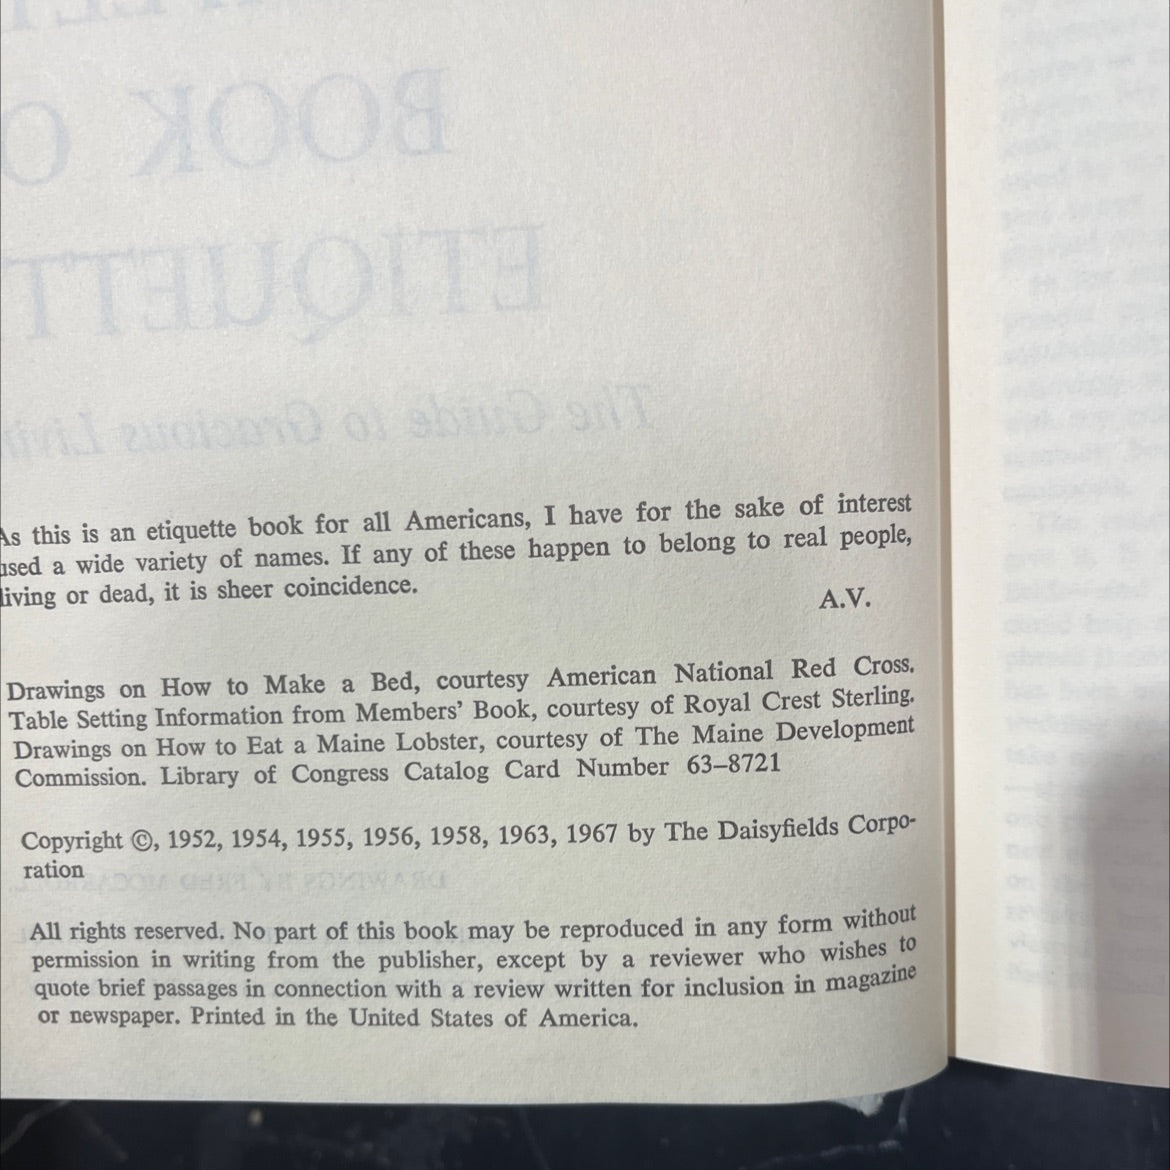 BOOK O
ETIQUETT
The Guide to Gracious Livin
As this is an etiquette book for all Americans, I have for the sake of interest
used a wide variety of names. If any of these happen to belong to real people,
living or dead, it is sheer coincidence.
A.V.
Drawings on How to Make a Bed, courtesy American National Red Cross.
Table Setting Information from Members' Book, courtesy of Royal Crest Sterling.
Drawings on How to Eat a Maine Lobster, courtesy of The Maine Development
Commission. Library of Congress Catalog Card Number 63–8721
Copyright ©, 1952, 1954, 1955, 1956, 1958, 1963, 1967 by The Daisyfields Corpo-
ration
All rights reserved. No part of this book may be reproduced in any form without
permission in writing from the publisher, except by a reviewer who wishes to
quote brief passages in connection with a review written for inclusion in magazine
or newspaper. Printed in the United States of America.